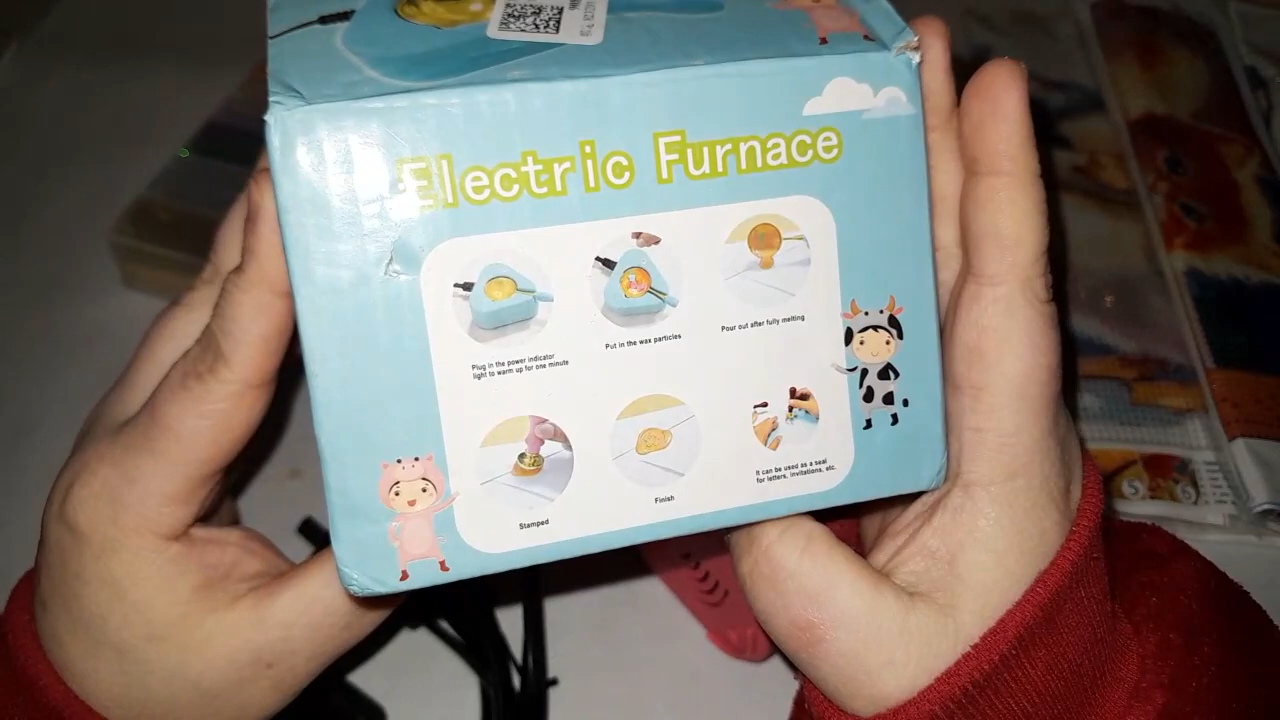 Electric Furnace
Plug in the power indicator
light to warm up for one minute
Put in the wax particles
Pour out after fully melting
Stamped
Finish
It can be used as a seal
for letters, invitations, etc.
5